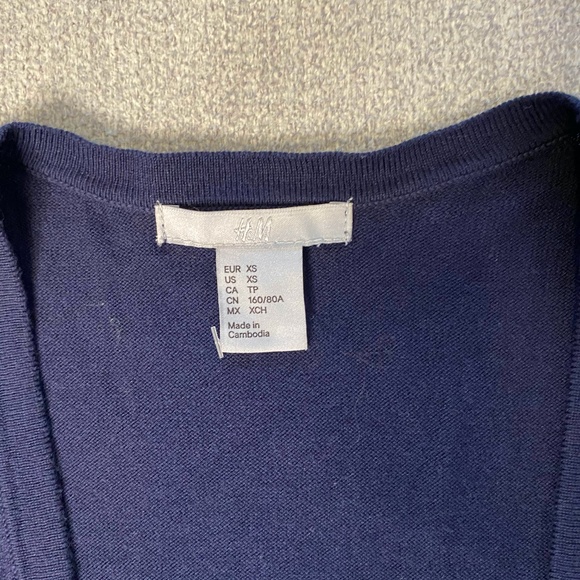 H&M
EUR XS
US XS
CA TP
CN 160/80A
MX XCH
Made in
Cambodia